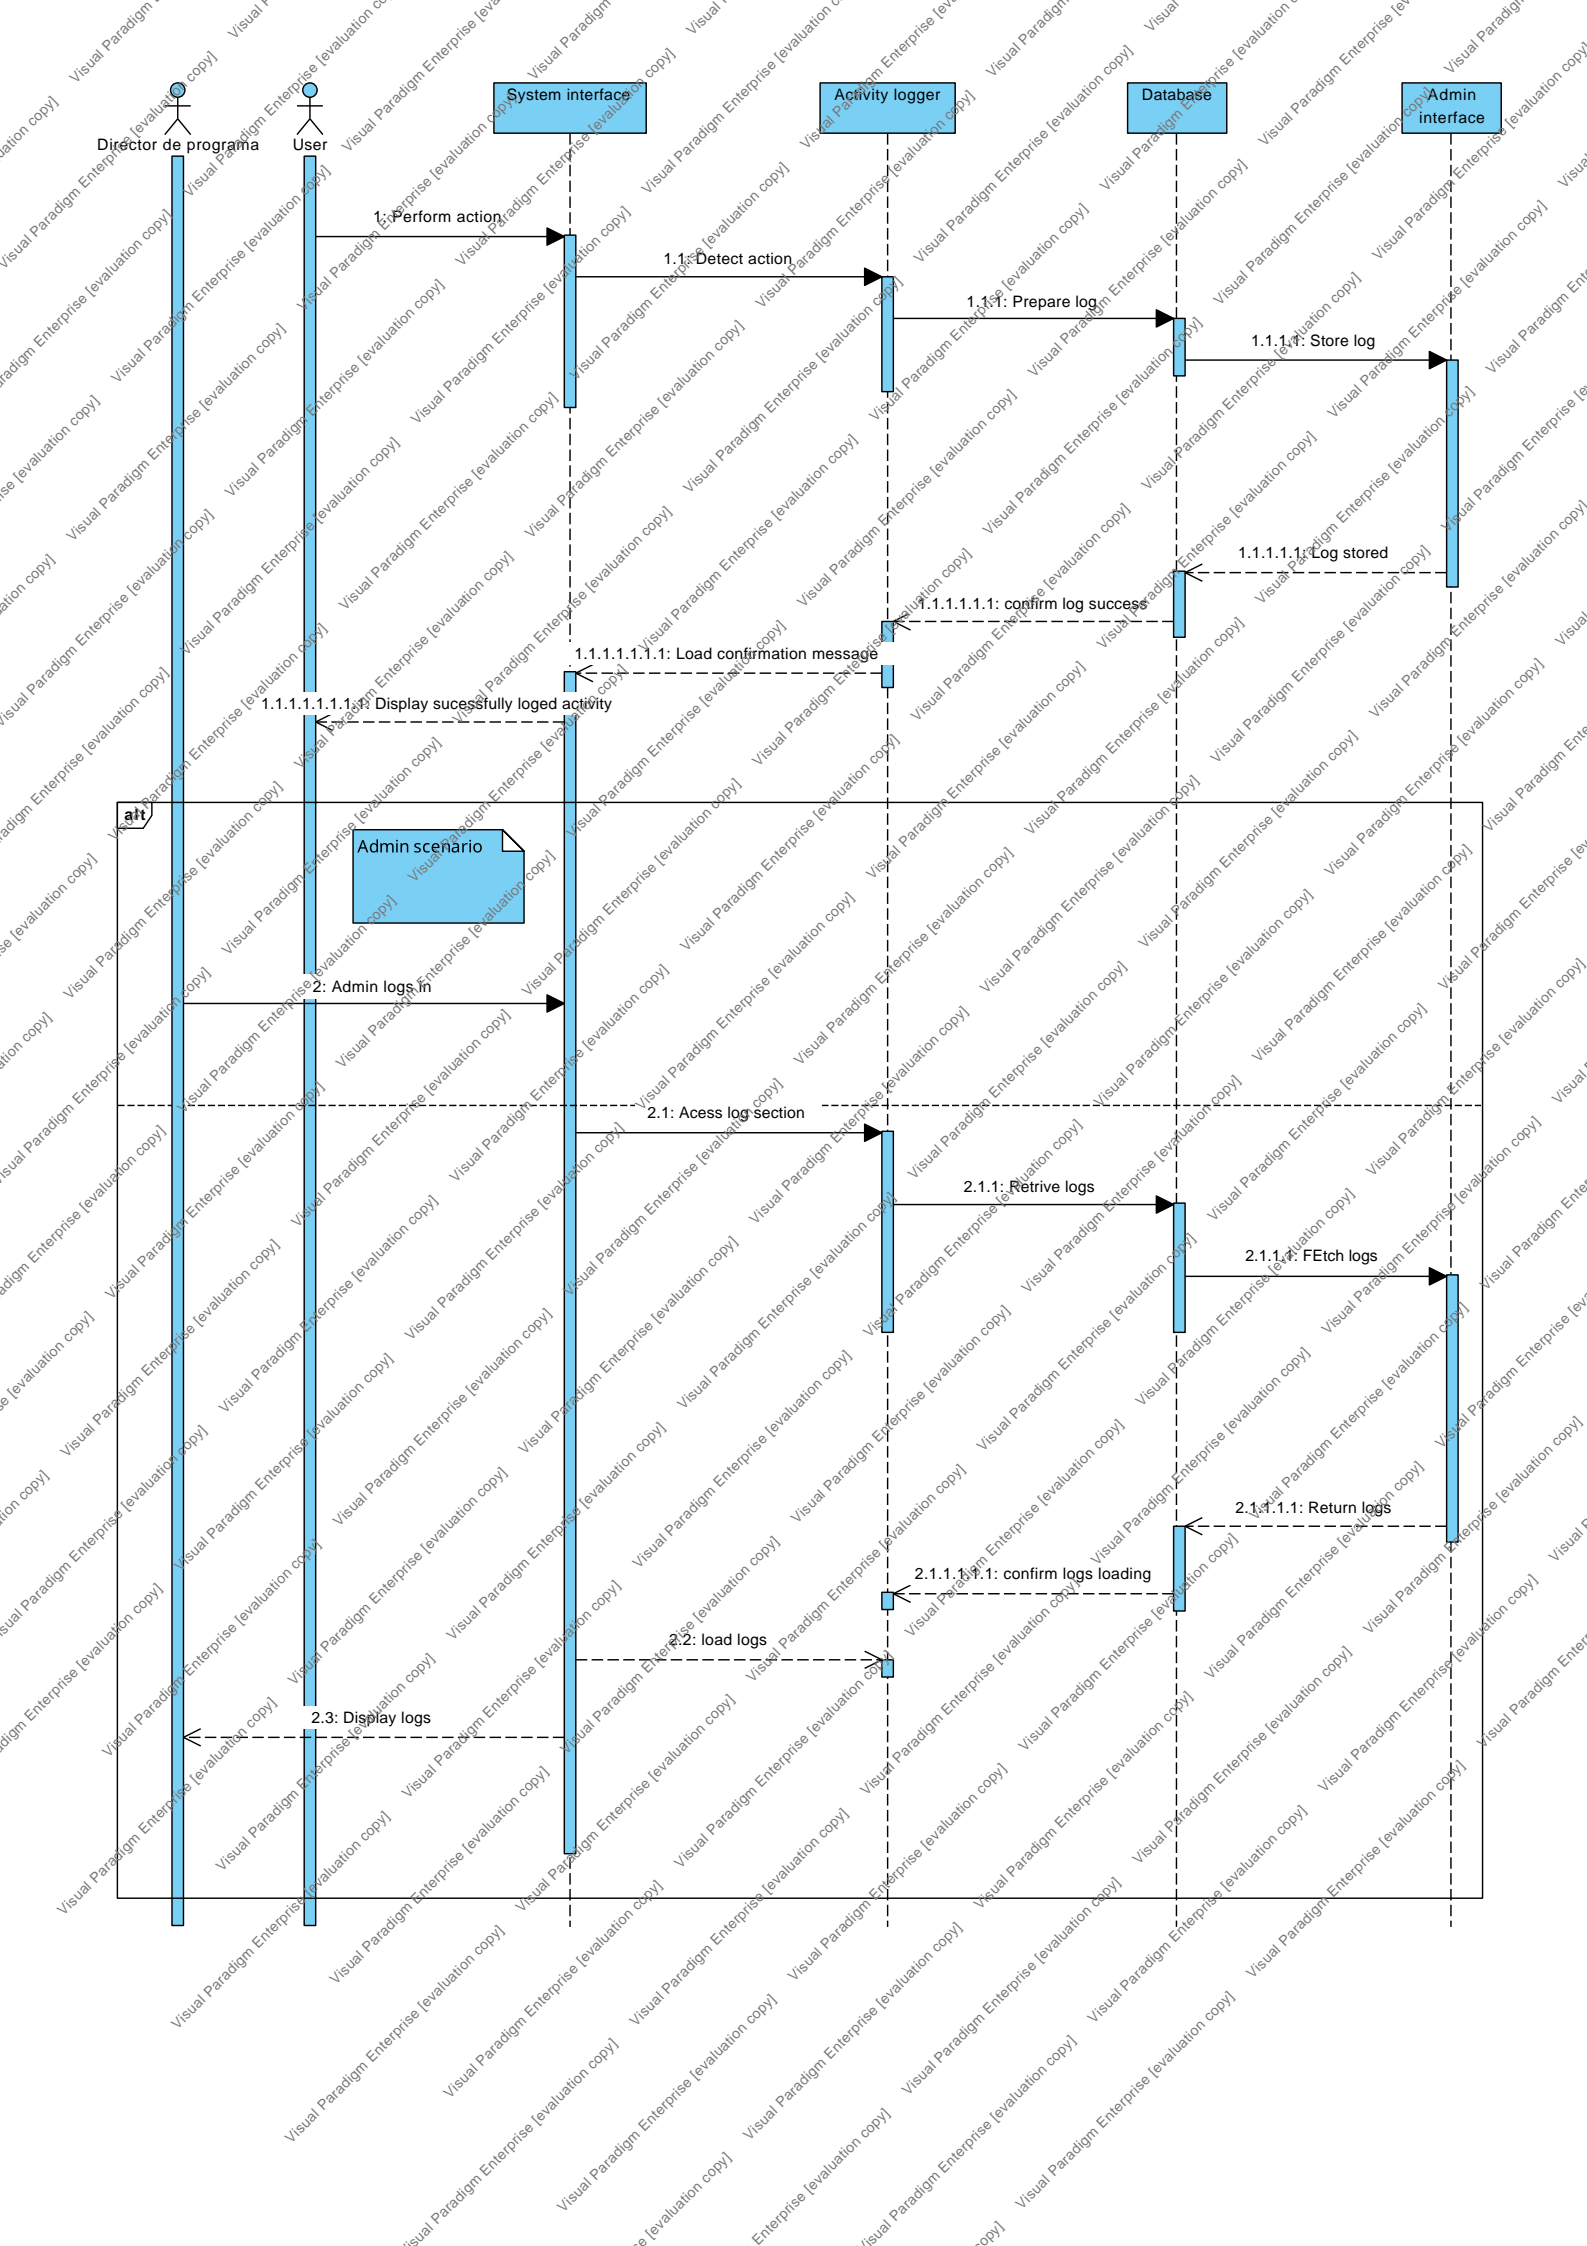 Director de programa
User
System interface
Activity logger
Database
Admin
interface
1: Perform action
1.1: Detect action
1.1.1: Prepare log
1.1.1.1: Store log
1.1.1.1.1: Log stored
1.1.1.1.1.1: confirm log success
1.1.1.1.1.1.1: Load confirmation message
1.1.1.1.1.1.1.1: Display sucessfully loged activity
alt
Admin scenario
2: Admin logs in
2.1: Acess log section
2.1.1: Retrive logs
2.1.1.1: FEtch logs
2.1.1.1.1: Return logs
2.1.1.1.1.1: confirm logs loading
2.2: load logs
2.3: Display logs
Visual Paradigm Enterprise [evaluation copy]